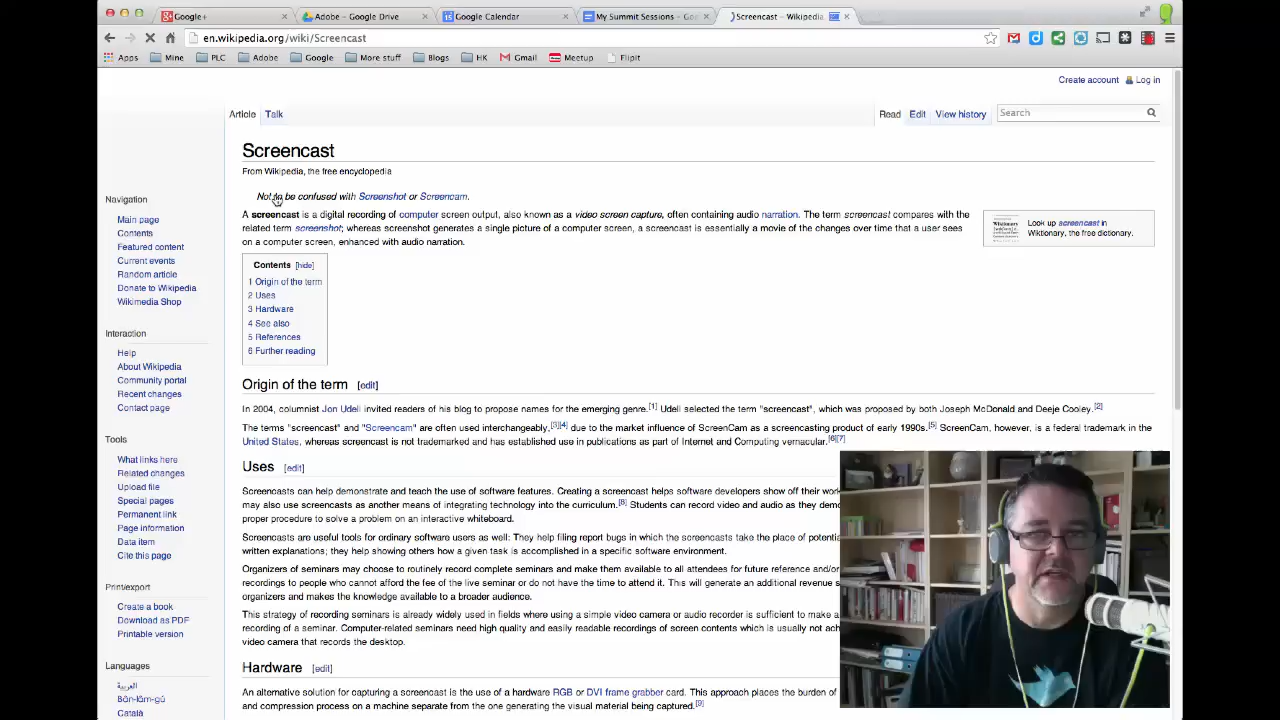 Google+
Adobe – Google Drive
Google Calendar
My Summit Sessions - Go
Screencast – Wikipedia,
en.wikipedia.org/wiki/Screencast
Apps Mine PLC Adobe Google More stuff Blogs HK Gmail Meetup Flipit
Create account Log in
Article Talk
Read Edit View history Search
Screencast
From Wikipedia, the free encyclopedia
Not to be confused with Screenshot or Screencam.
A screencast is a digital recording of computer screen output, also known as a video screen capture, often containing audio narration. The term screencast compares with the
related term screenshot; whereas screenshot generates a single picture of a computer screen, a screencast is essentially a movie of the changes over time that a user sees
on a computer screen, enhanced with audio narration.
Look up screencast in
Wiktionary, the free dictionary.
Wiktionary
Contents [hide]
1 Origin of the term
2 Uses
3 Hardware
4 See also
5 References
6 Further reading
Navigation
Main page
Contents
Featured content
Current events
Random article
Donate to Wikipedia
Wikimedia Shop
Interaction
Help
About Wikipedia
Community portal
Recent changes
Contact page
Tools
What links here
Related changes
Upload file
Special pages
Permanent link
Page information
Data item
Cite this page
Print/export
Create a book
Download as PDF
Printable version
Languages
العربية
Bân-lâm-gú
Català
Origin of the term [edit]
In 2004, columnist Jon Udell invited readers of his blog to propose names for the emerging genre.[1] Udell selected the term "screencast", which was proposed by both Joseph McDonald and Deeje Cooley.[2]
The terms "screencast" and "Screencam" are often used interchangeably,[3][4] due to the market influence of ScreenCam as a screencasting product of early 1990s.[5] ScreenCam, however, is a federal trademark in the
United States, whereas screencast is not trademarked and has established use in publications as part of Internet and Computing vernacular.[6][7]
Uses [edit]
Screencasts can help demonstrate and teach the use of software features. Creating a screencast helps software developers show off their work
may also use screencasts as another means of integrating technology into the curriculum.[8] Students can record video and audio as they demo
proper procedure to solve a problem on an interactive whiteboard.
Screencasts are useful tools for ordinary software users as well: They help filing report bugs in which the screencasts take the place of potentia
written explanations; they help showing others how a given task is accomplished in a specific software environment.
Organizers of seminars may choose to routinely record complete seminars and make them available to all attendees for future reference and/or
recordings to people who cannot afford the fee of the live seminar or do not have the time to attend it. This will generate an additional revenue s
organizers and makes the knowledge available to a broader audience.
This strategy of recording seminars is already widely used in fields where using a simple video camera or audio recorder is sufficient to make a
recording of a seminar. Computer-related seminars need high quality and easily readable recordings of screen contents which is usually not ach
video camera that records the desktop.
Hardware [edit]
An alternative solution for capturing a screencast is the use of a hardware RGB or DVI frame grabber card. This approach places the burden of
and compression process on a machine separate from the one generating the visual material being captured.[9]